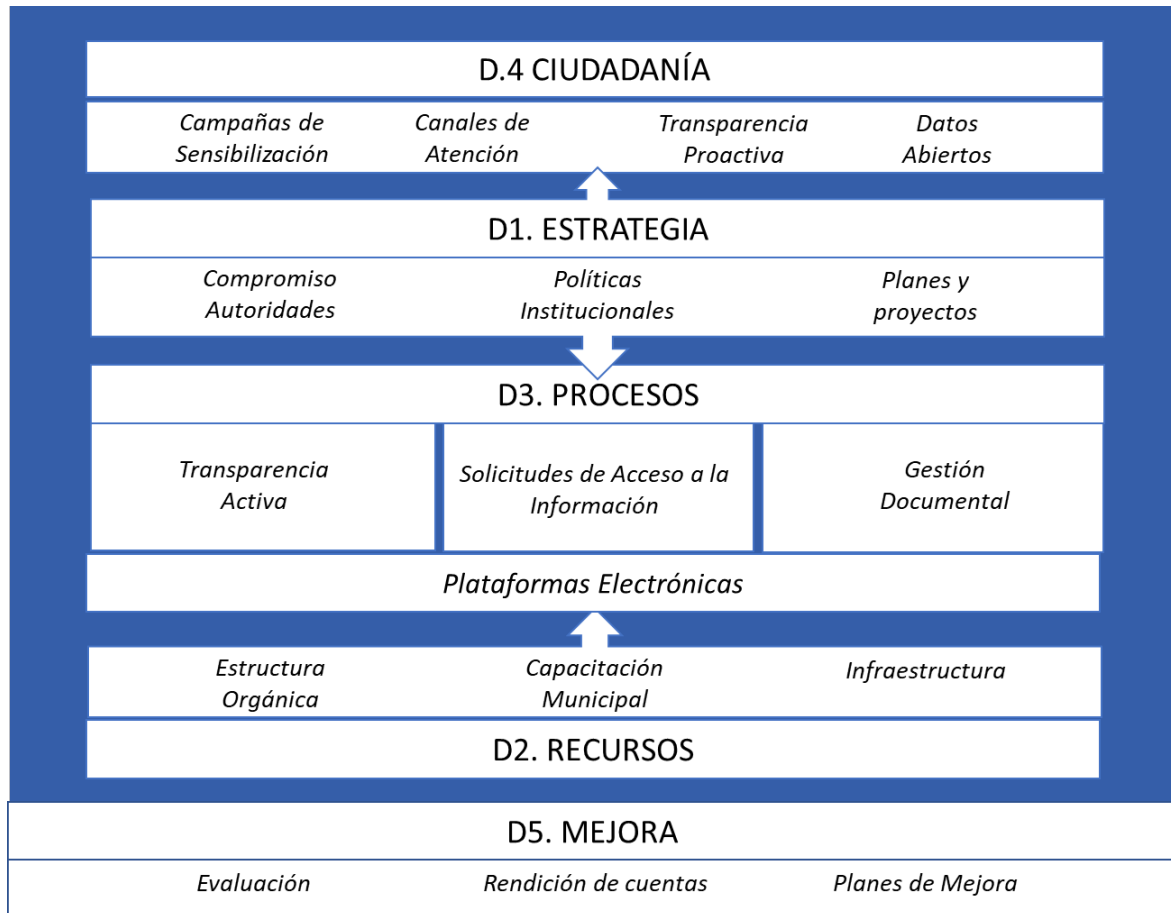 D.4 CIUDADANÍA
Campañas de
Sensibilización
Canales de
Atención
Transparencia
Proactiva
Datos
Abiertos
D1. ESTRATEGIA
Compromiso
Autoridades
Políticas
Institucionales
Planes y
proyectos
D3. PROCESOS
Transparencia
Activa
Solicitudes de Acceso a la
Información
Gestión
Documental
Plataformas Electrónicas
Estructura
Orgánica
Capacitación
Municipal
Infraestructura
D2. RECURSOS
D5. MEJORA
Evaluación
Rendición de cuentas
Planes de Mejora